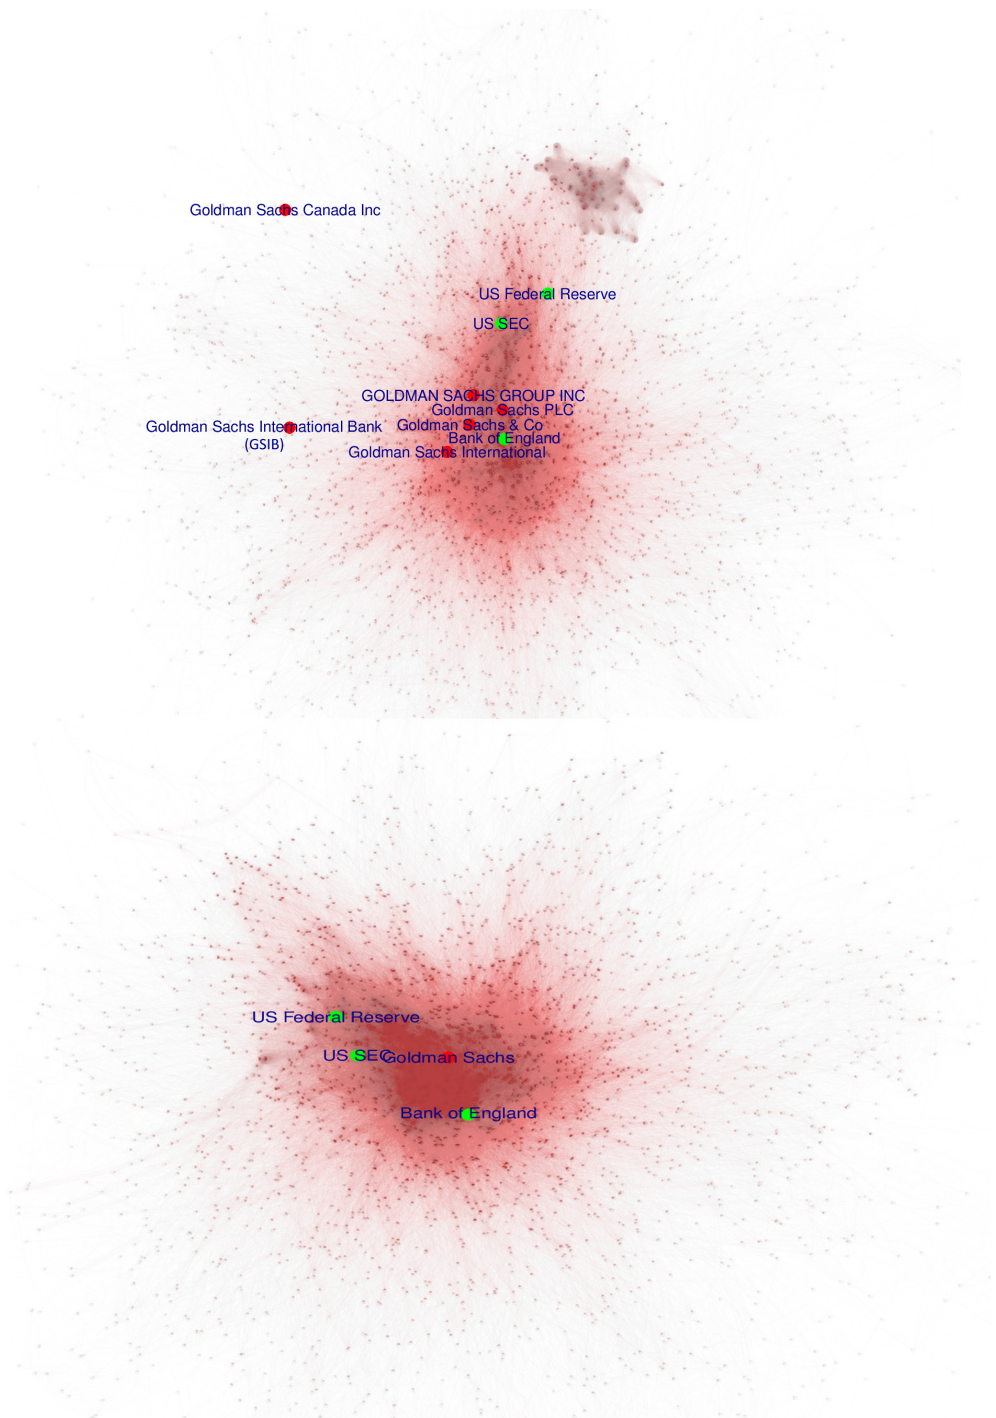 Goldman Sachs Canada Inc
US Federal Reserve
US SEC
GOLDMAN SACHS GROUP INC
Goldman Sachs PLC
Goldman Sachs & Co
Goldman Sachs International Bank
(GSIB)
Bank of England
Goldman Sachs International
US Federal Reserve
US SEC
Goldman Sachs
Bank of England